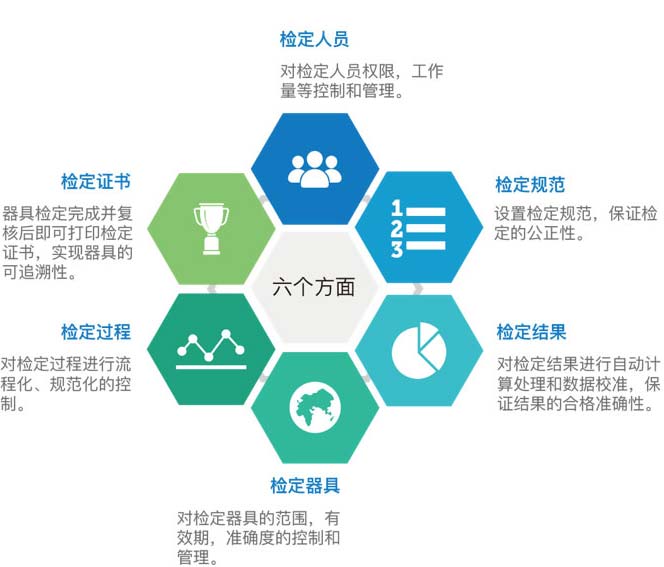 检定人员
对检定人员权限，工作
量等控制和管理。
检定证书
器具检定完成并复
核后即可打印检定
证书，实现器具的
可追溯性。
检定规范
设置检定规范，保证检
定的公正性。
1
2
3
六个方面
检定过程
对检定过程进行流
程化、规范化的控
制。
检定结果
对检定结果进行自动计
算处理和数据校准，保
证结果的合格准确性。
检定器具
对检定器具的范围，有
效期，准确度的控制和
管理。